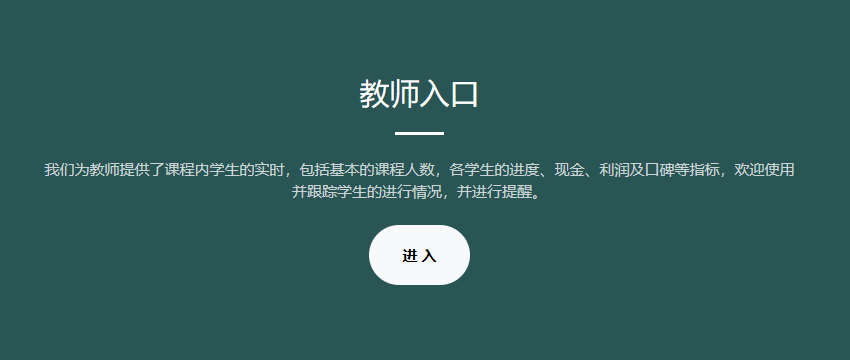 教师入口
我们为教师提供了课程内学生的实时，包括基本的课程人数，各学生的进度、现金、利润及口碑等指标，欢迎使用
并跟踪学生的进行情况，并进行提醒。
进 入